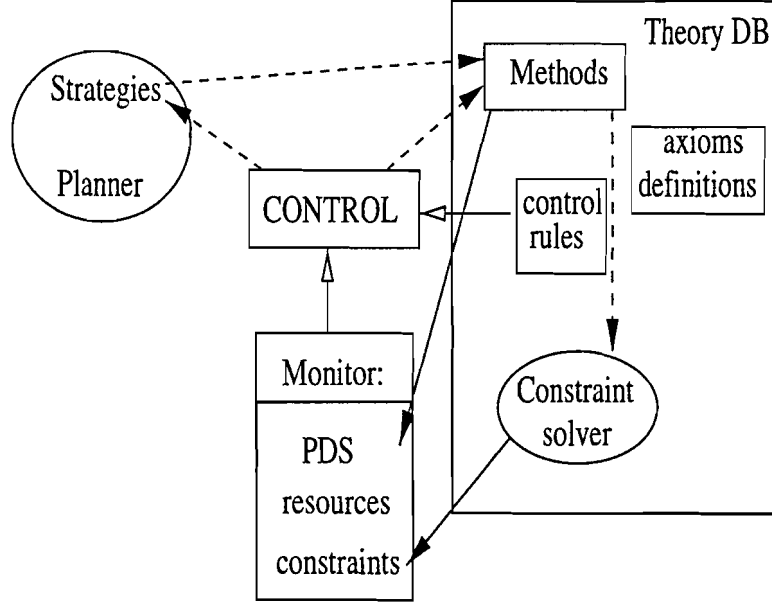 Theory DB
Strategies
Planner
Methods
axioms
definitions
CONTROL
control
rules
Monitor:
PDS
resources
constraints
Constraint
solver